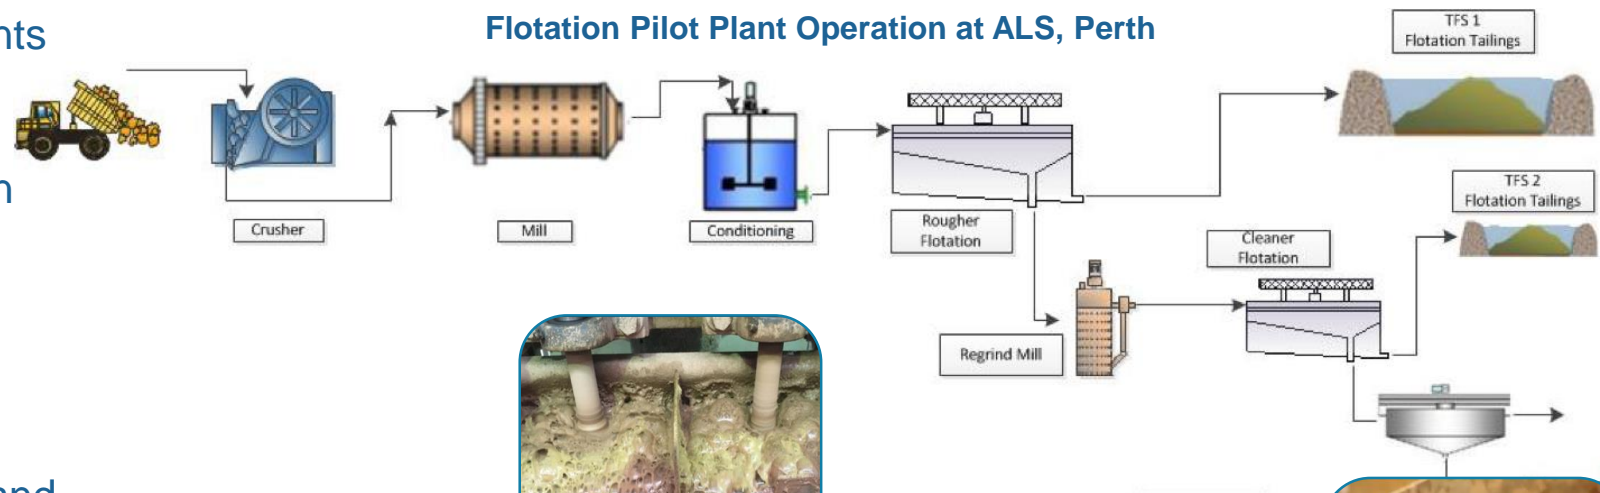 nts
Flotation Pilot Plant Operation at ALS, Perth
TFS 1
Flotation Tailings
n
TFS 2
Flotation Tailings
Crusher
Mill
Conditioning
Rougher
Flotation
Cleaner
Flotation
Regrind Mill
and